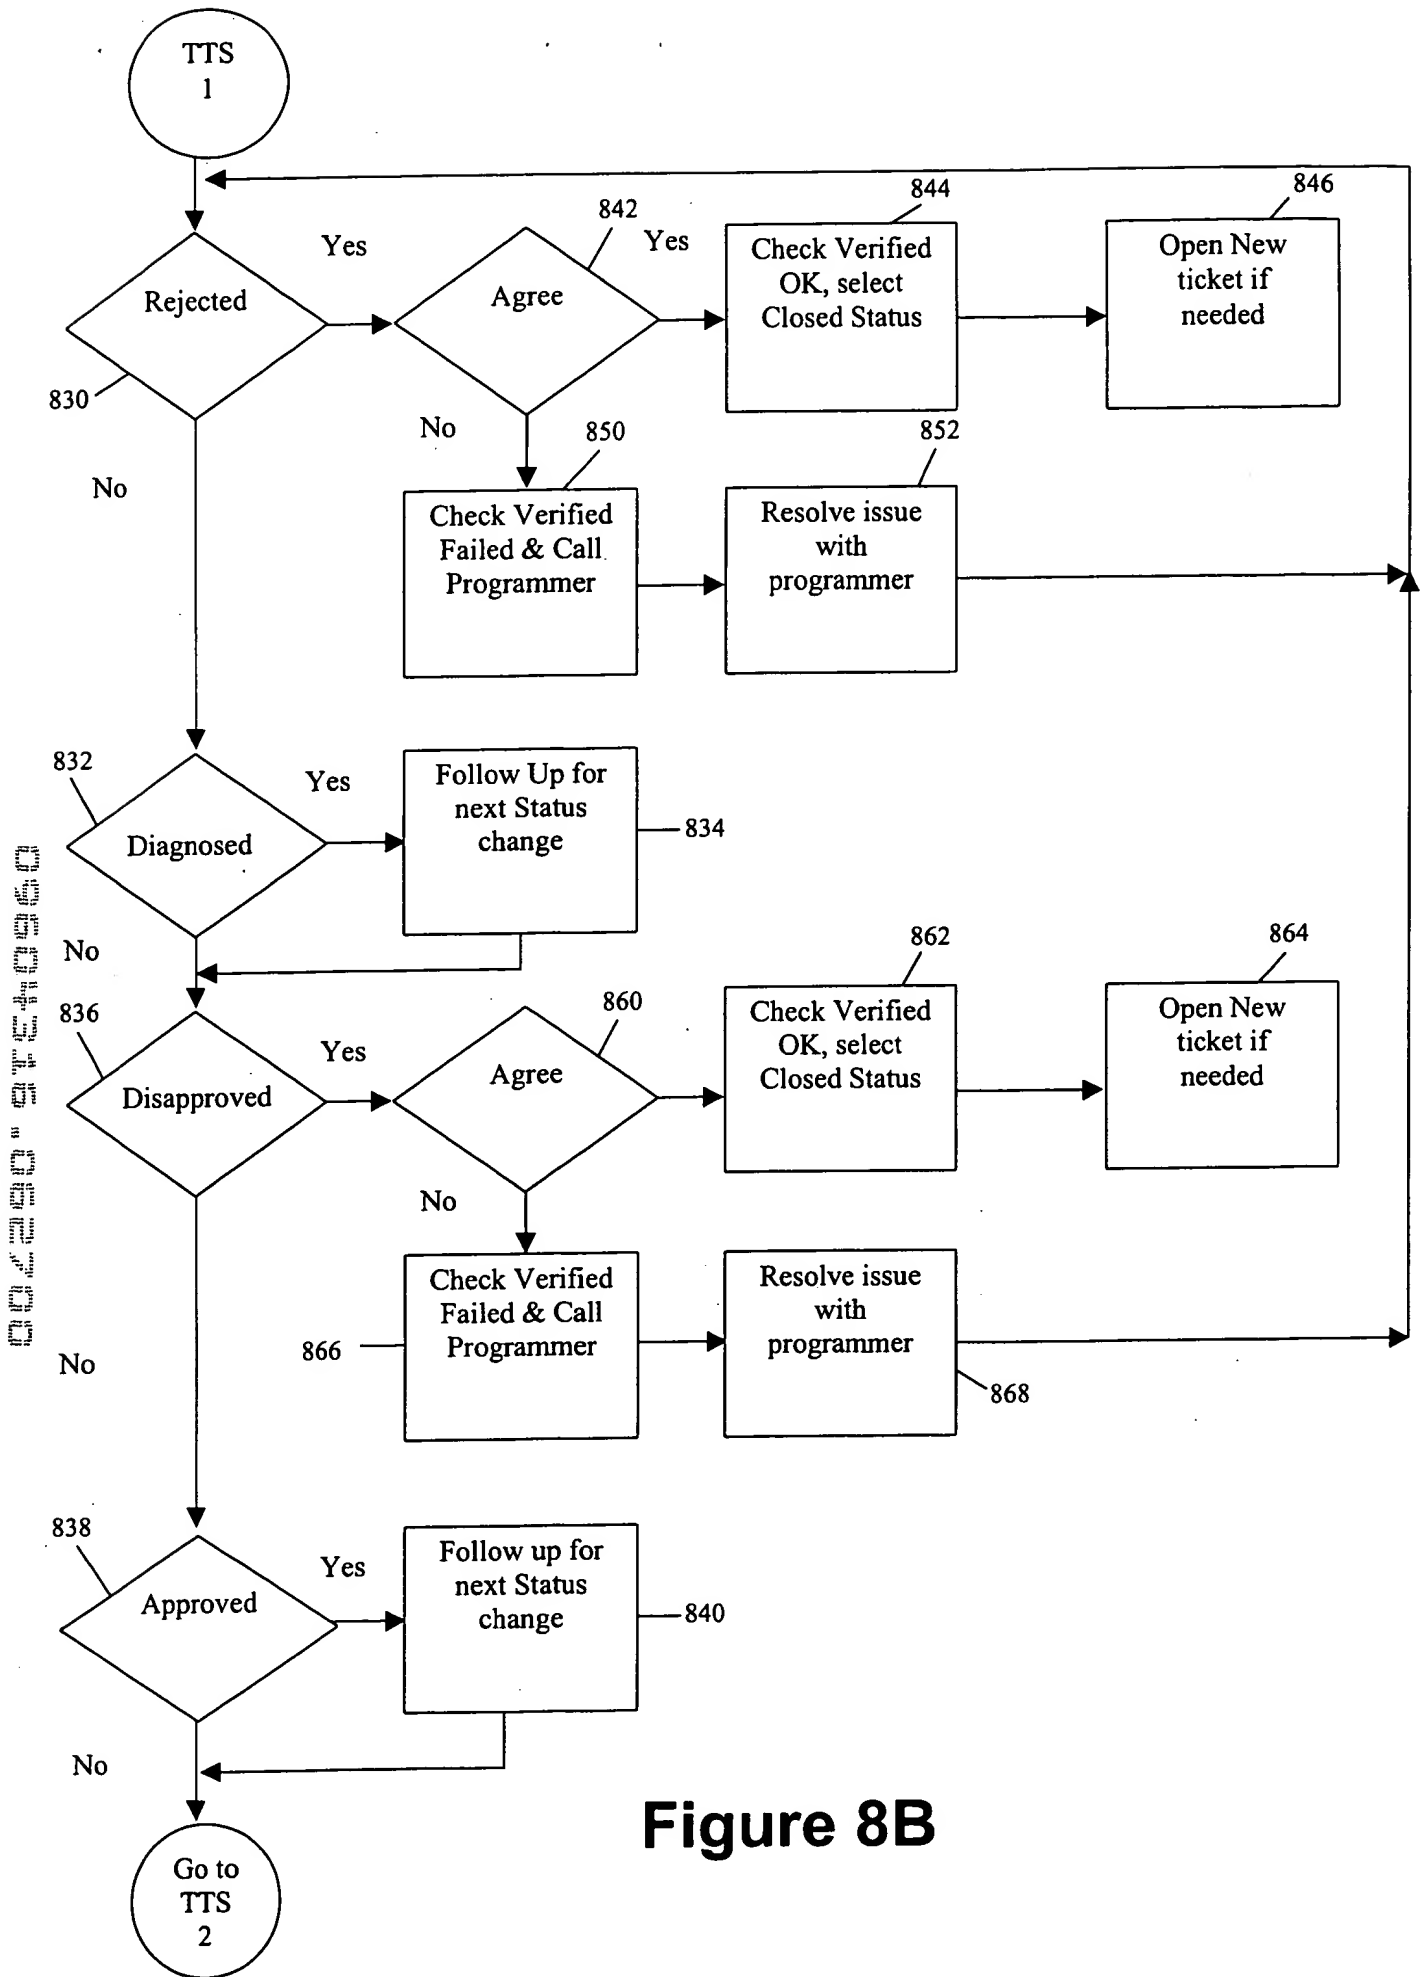 TTS
1
844
846
842
Yes
Yes
Check Verified
OK, select
Closed Status
Open New
ticket if
needed
Rejected
Agree
830
No
850
852
No
Check Verified
Failed & Call
Programmer
Resolve issue
with
programmer
832
Yes
Follow Up for
next Status
change
834
Diagnosed
No
862
864
836
860
Yes
Check Verified
OK, select
Closed Status
Open New
ticket if
needed
Disapproved
Agree
No
Check Verified
Failed & Call
Programmer
Resolve issue
with
programmer
866
No
868
838
Yes
Follow up for
next Status
change
840
Approved
No
Figure 8B
Go to
TTS
2
09604316.062700